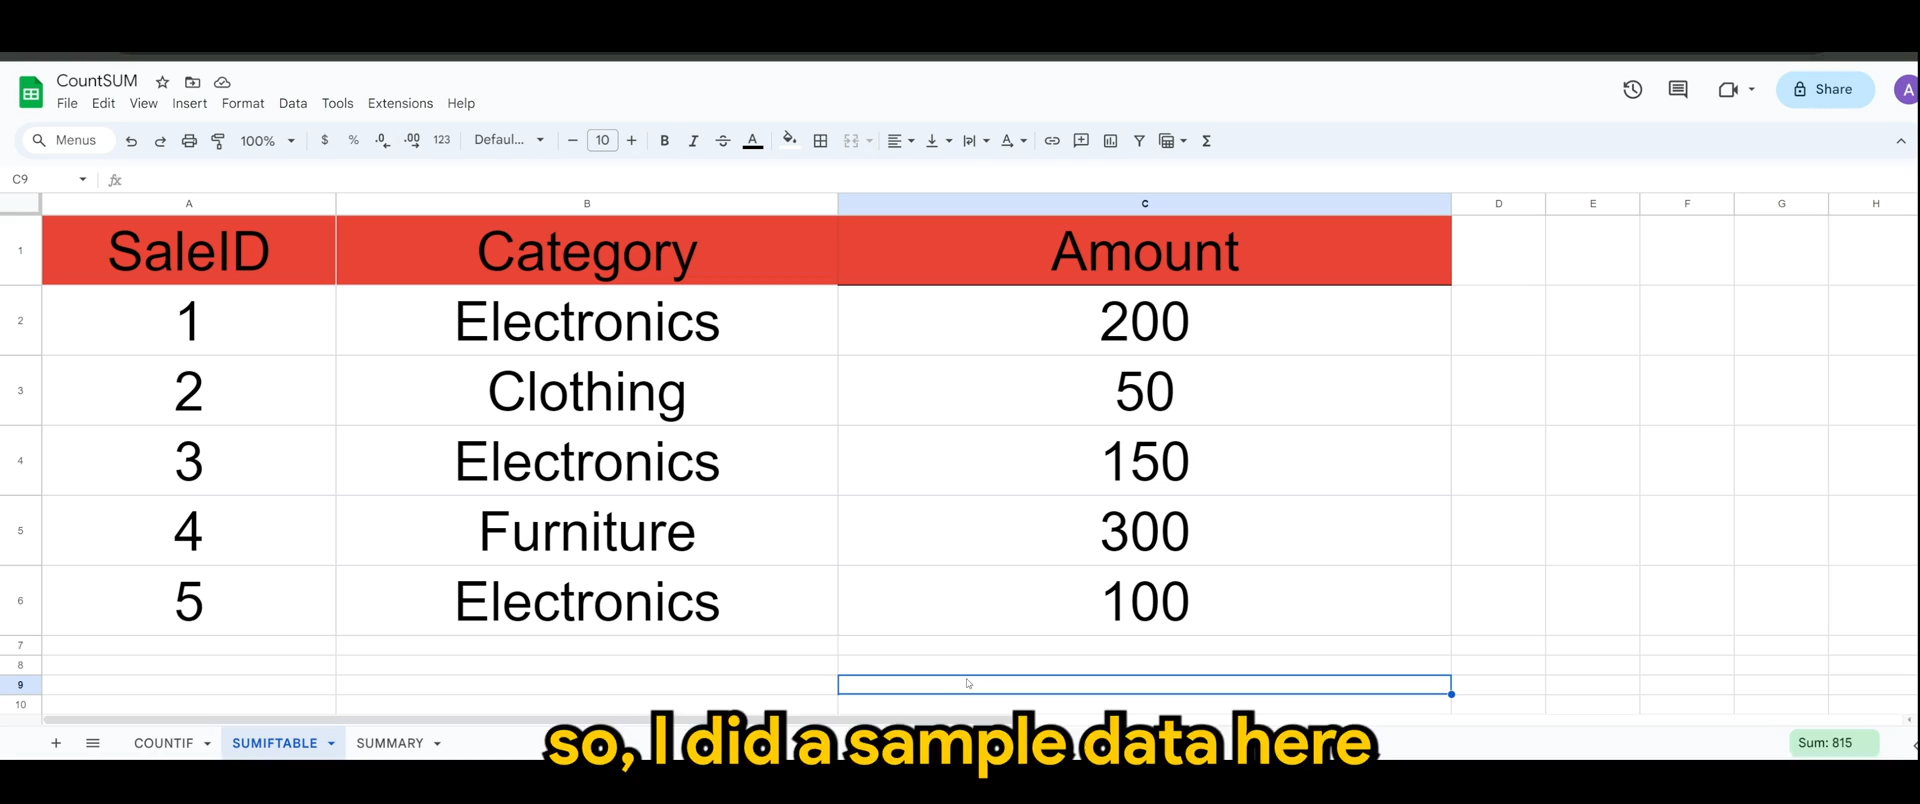 CountSUM
File Edit View Insert Format Data Tools Extensions Help
Share
A
Menus 100% $ % .0 .00 123 Defaul... − 10 + B I A A Σ
C9 fx
A B C D E F G H
1 SaleID Category Amount
2 1 Electronics 200
3 2 Clothing 50
4 3 Electronics 150
5 4 Furniture 300
6 5 Electronics 100
7
8
9
10
+ COUNTIF SUMIFTABLE SUMMARY Sum: 815
so, I did a sample data here